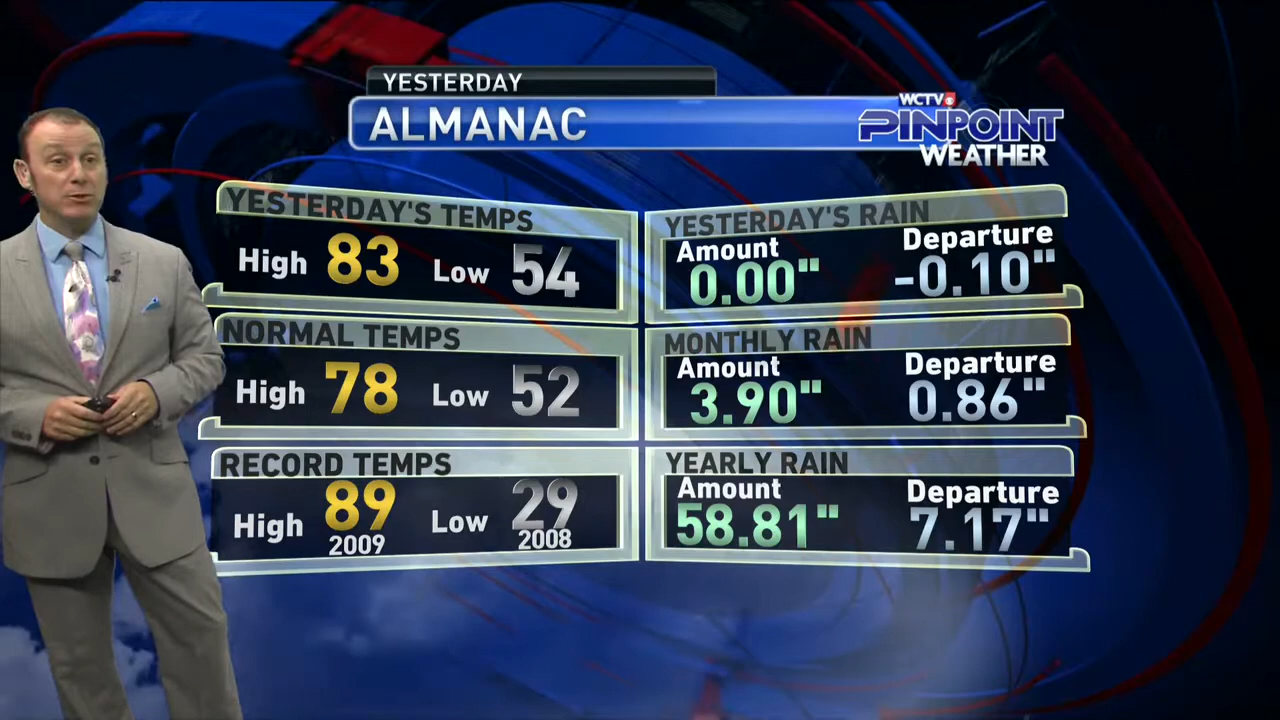 YESTERDAY
ALMANAC
WCTV
PINPOINT
WEATHER
YESTERDAY'S TEMPS
High 83 Low 54
NORMAL TEMPS
High 78 Low 52
RECORD TEMPS
High 89 Low 29
2009 2008
YESTERDAY'S RAIN
Amount Departure
0.00" -0.10"
MONTHLY RAIN
Amount Departure
3.90" 0.86"
YEARLY RAIN
Amount Departure
58.81" 7.17"